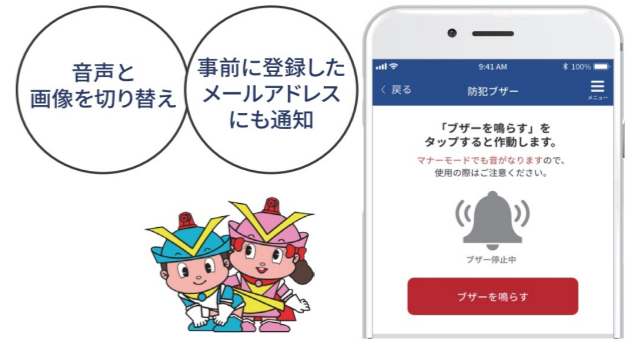 音声と
画像を切り替え
事前に登録した
メールアドレス
にも通知
9:41 AM
100%
戻る
防犯ブザー
メニュー
「ブザーを鳴らす」を
タップすると作動します。
マナーモードでも音がなりますので、
使用の際はご注意ください。
ブザー停止中
ブザーを鳴らす